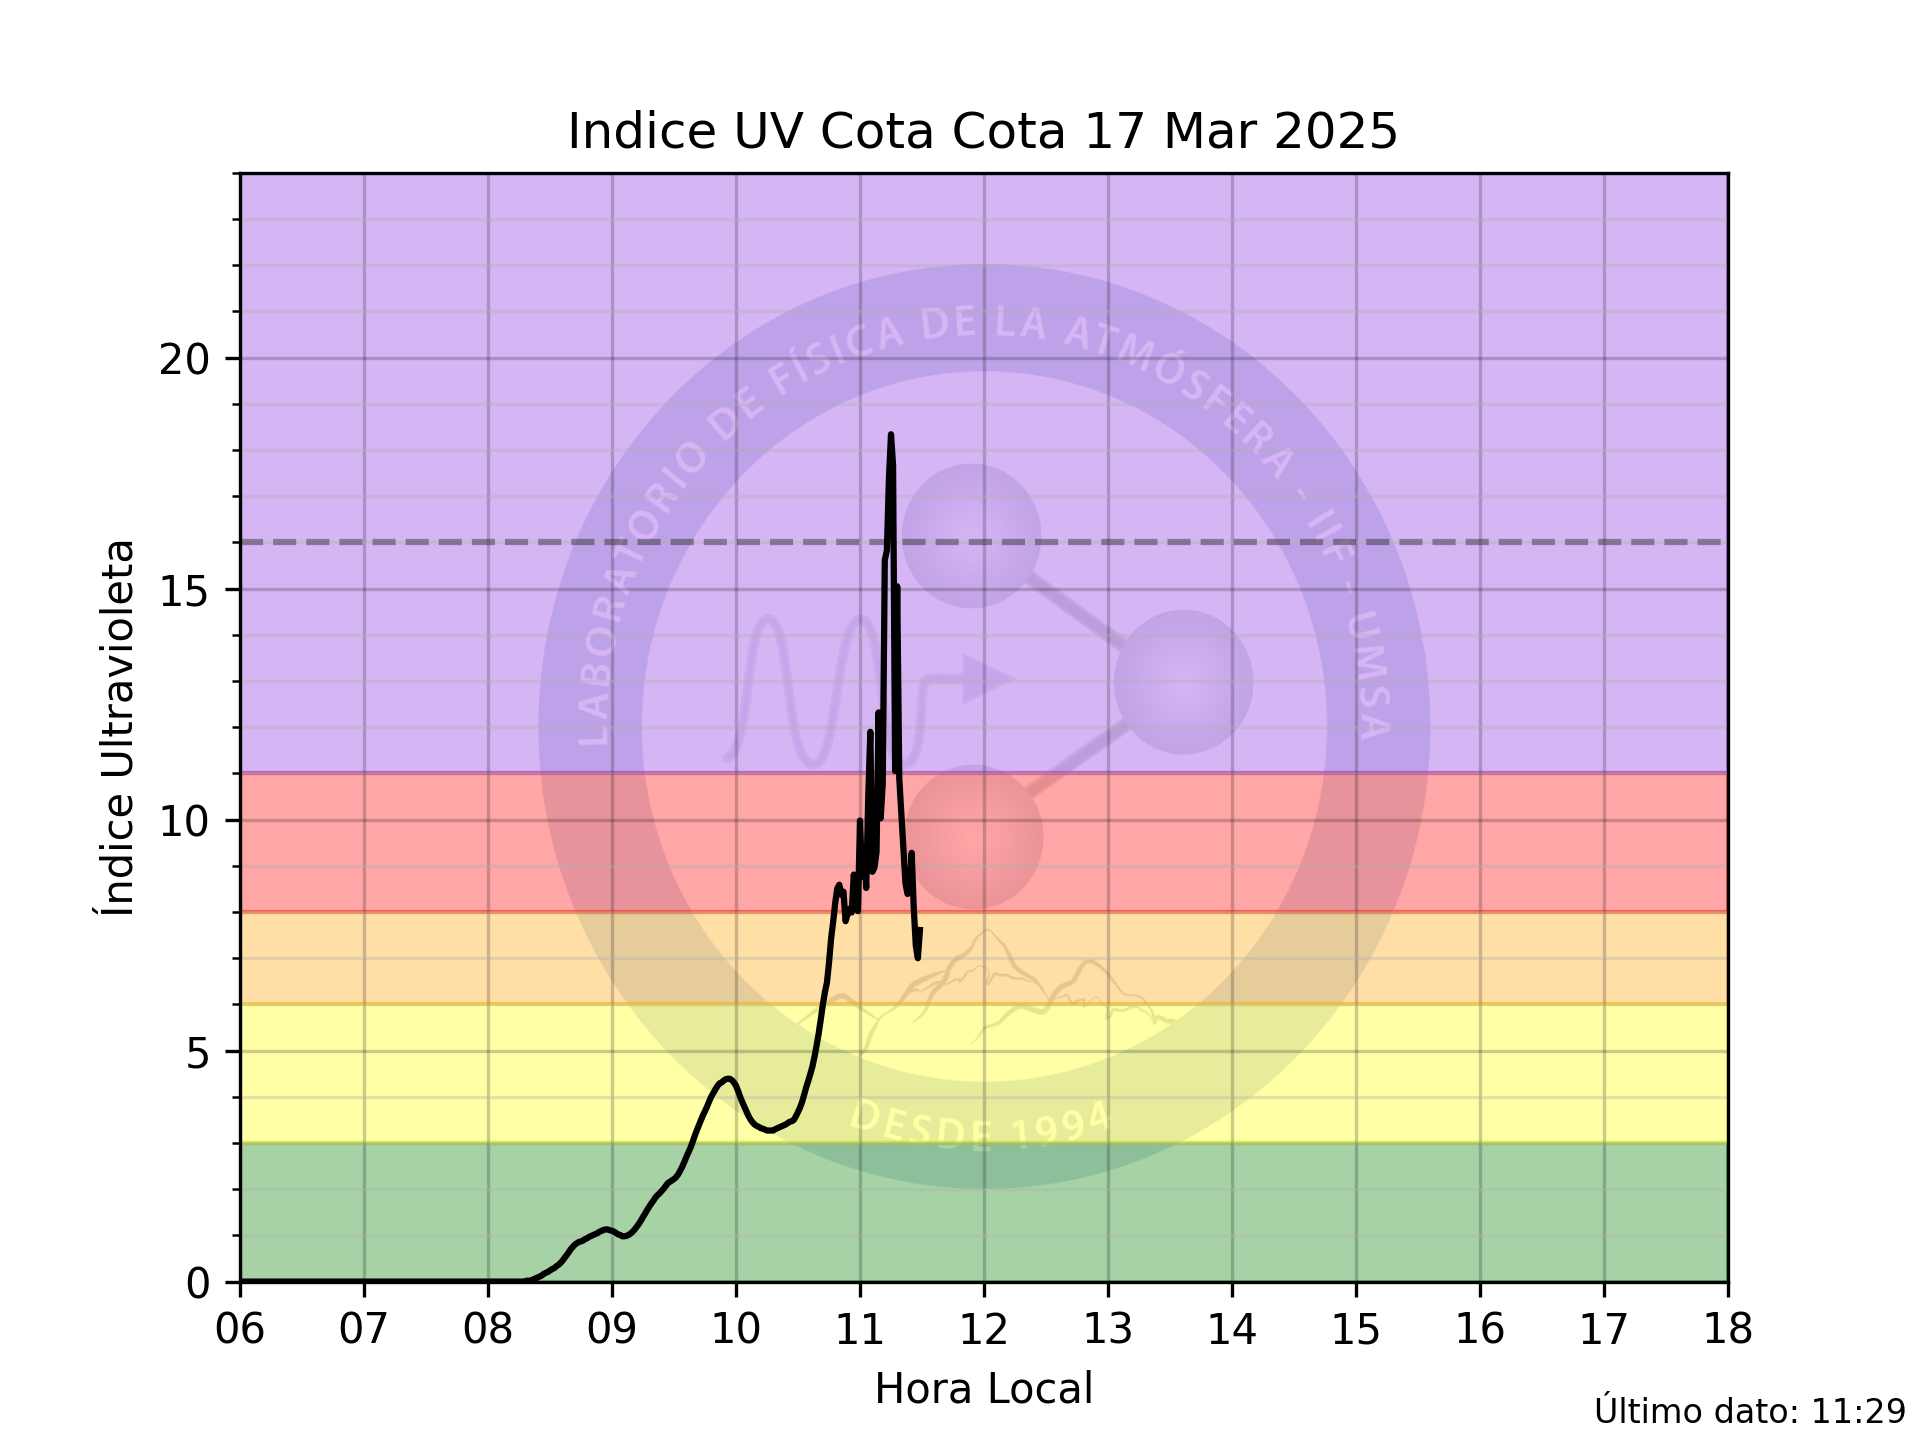 Indice UV Cota Cota 17 Mar 2025
Índice Ultravioleta
20
15
10
5
0
LABORATORIO DE FÍSICA DE LA ATMÓSFERA - IIF - UMSA
DESDE 1994
06 07 08 09 10 11 12 13 14 15 16 17 18
Hora Local
Último dato: 11:29